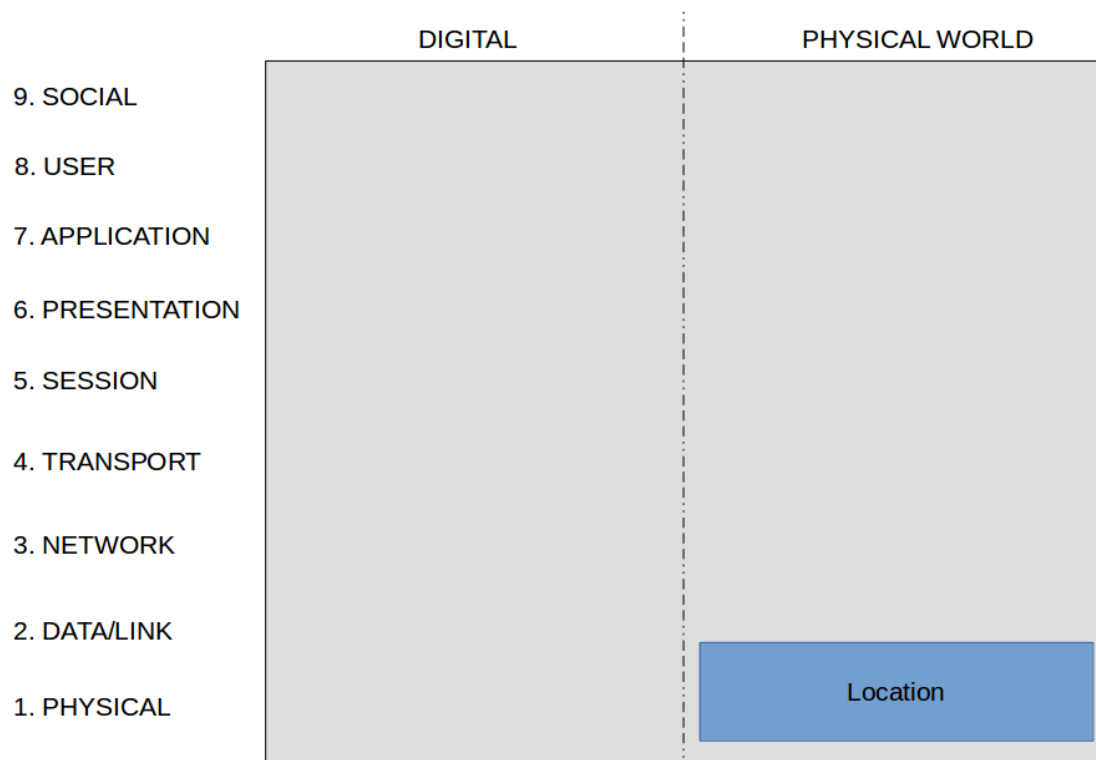 DIGITAL
PHYSICAL WORLD
9. SOCIAL
8. USER
7. APPLICATION
6. PRESENTATION
5. SESSION
4. TRANSPORT
3. NETWORK
2. DATA/LINK
Location
1. PHYSICAL